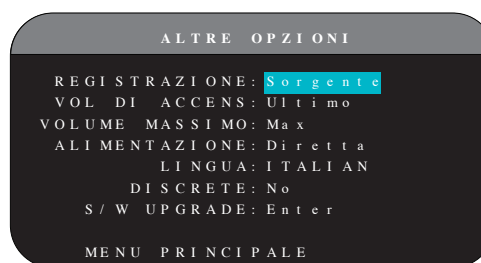 ALTRE OPZIONI
REGISTRAZIONE: Sorgente
VOL DI ACCENS: Ultimo
VOLUME MASSIMO: Max
ALIMENTAZIONE: Diretta
LINGUA: ITALIAN
DISCRETE: No
S/W UPGRADE: Enter
MENU PRINCIPALE